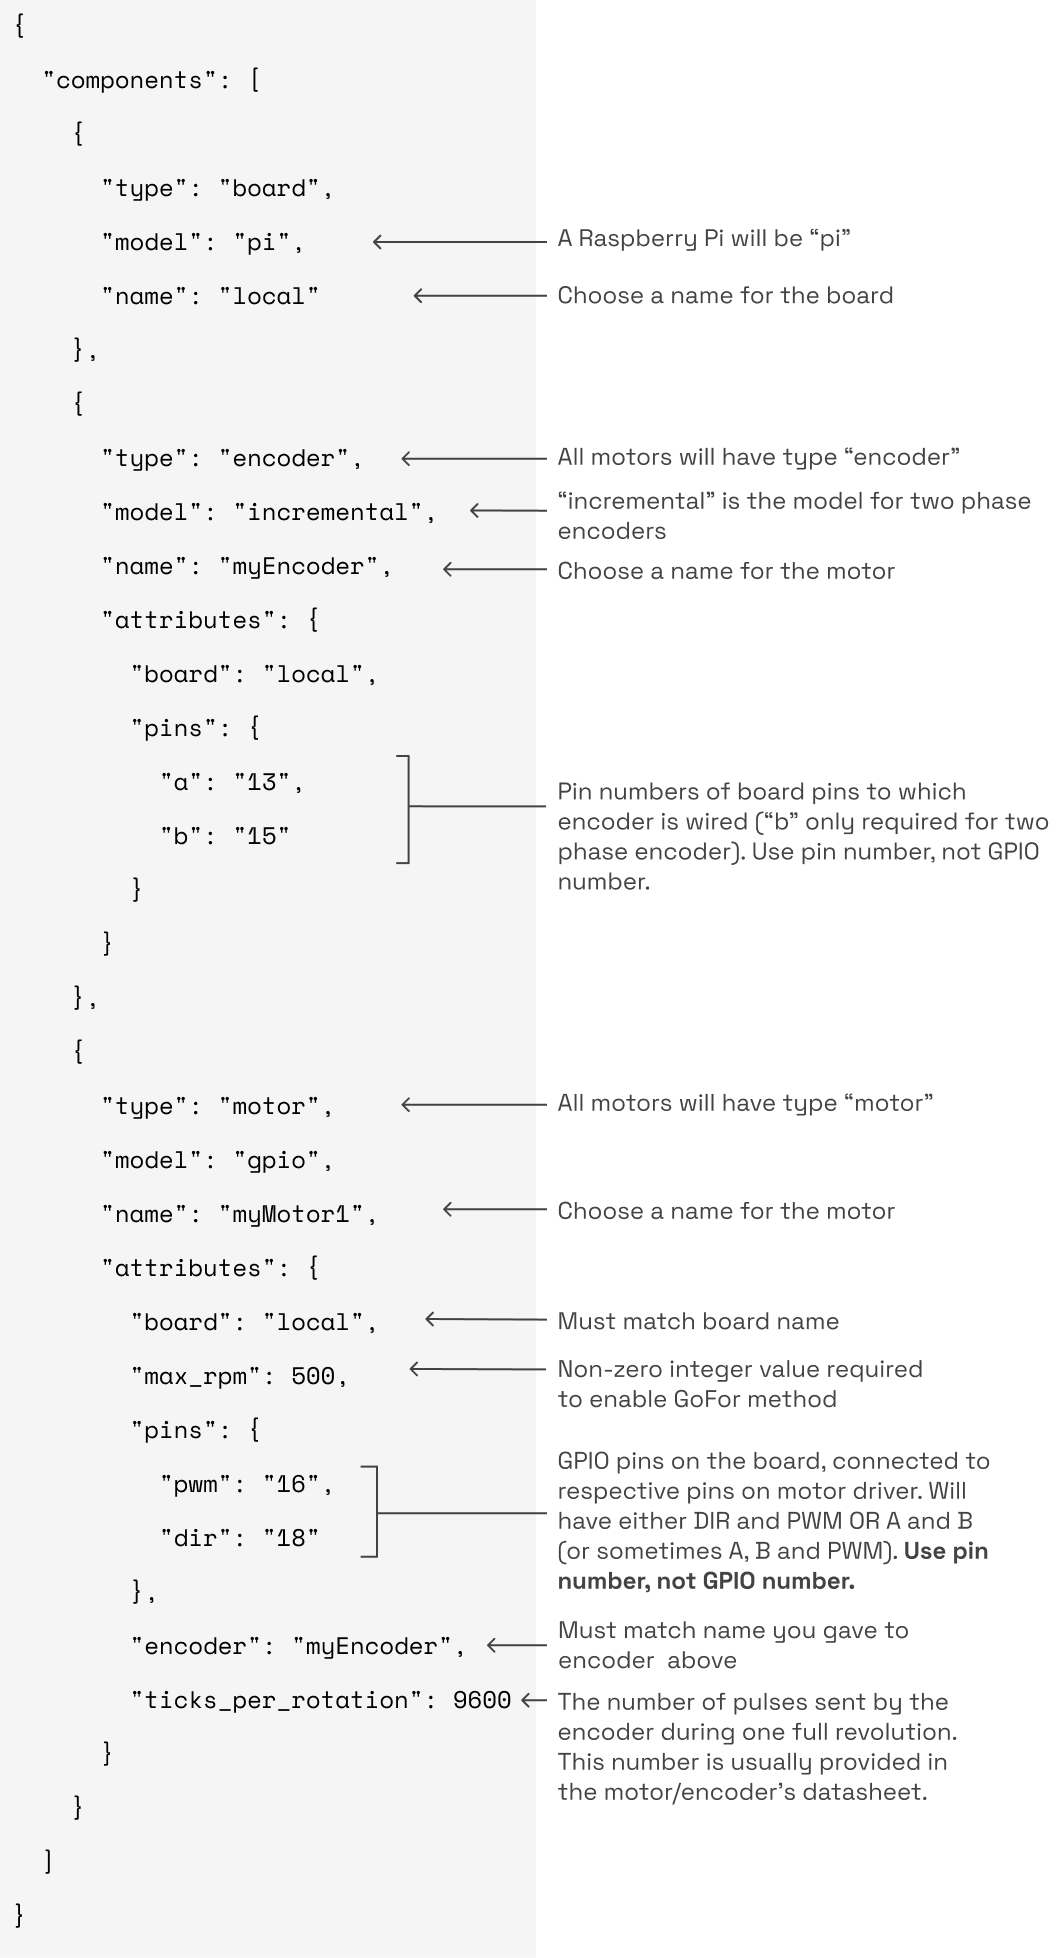 {
"components": [
{
"type": "board",
"model": "pi",
A Raspberry Pi will be “pi”
"name": "local"
Choose a name for the board
},
{
"type": "encoder",
All motors will have type “encoder”
"model": "incremental",
“incremental” is the model for two phase
encoders
"name": "myEncoder",
Choose a name for the motor
"attributes": {
"board": "local",
"pins": {
"a": "13",
"b": "15"
Pin numbers of board pins to which
encoder is wired (“b” only required for two
phase encoder). Use pin number, not GPIO
number.
}
}
},
{
"type": "motor",
All motors will have type “motor”
"model": "gpio",
"name": "myMotor1",
Choose a name for the motor
"attributes": {
"board": "local",
Must match board name
"max_rpm": 500,
Non-zero integer value required
to enable GoFor method
"pins": {
"pwm": "16",
"dir": "18"
GPIO pins on the board, connected to
respective pins on motor driver. Will
have either DIR and PWM OR A and B
(or sometimes A, B and PWM). Use pin
number, not GPIO number.
},
"encoder": "myEncoder",
Must match name you gave to
encoder  above
"ticks_per_rotation": 9600
The number of pulses sent by the
encoder during one full revolution.
This number is usually provided in
the motor/encoder’s datasheet.
}
}
]
}